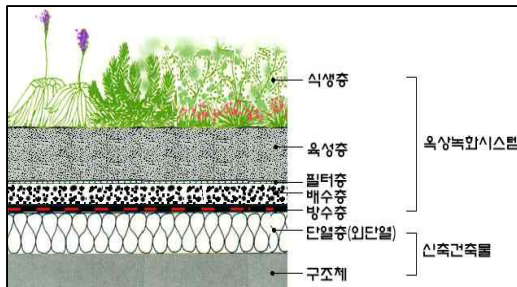 식생층
육성층
옥상녹화시스템
필터층
배수층
방수층
단열층(외단열)
신축건축물
구조체